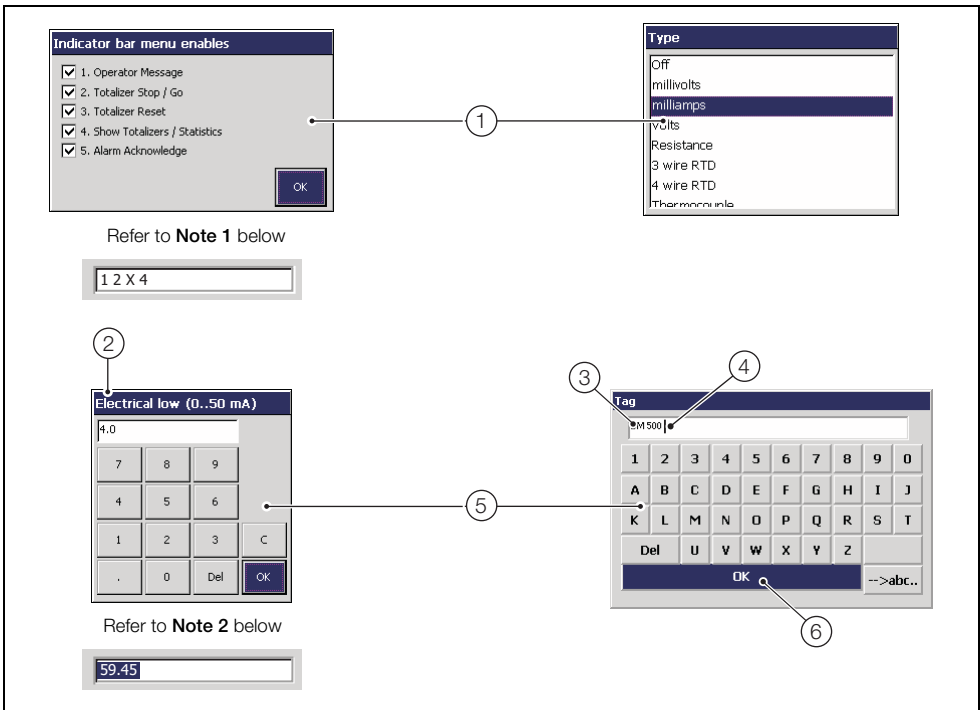 Indicator bar menu enables
1. Operator Message
2. Totalizer Stop / Go
3. Totalizer Reset
4. Show Totalizers / Statistics
5. Alarm Acknowledge
OK
Refer to Note 1 below
1 2 X 4
1
Type
Off
millivolts
milliamps
Volts
Resistance
3 wire RTD
4 wire RTD
Thermocouple
2
Electrical low (0..50 mA)
4.0
7 8 9
4 5 6
1 2 3 C
. 0 Del OK
Refer to Note 2 below
59.45
5
3
4
Tag
SM 500
1 2 3 4 5 6 7 8 9 0
A B C D E F G H I J
K L M N O P Q R S T
Del U V W X Y Z
OK -->abc..
6